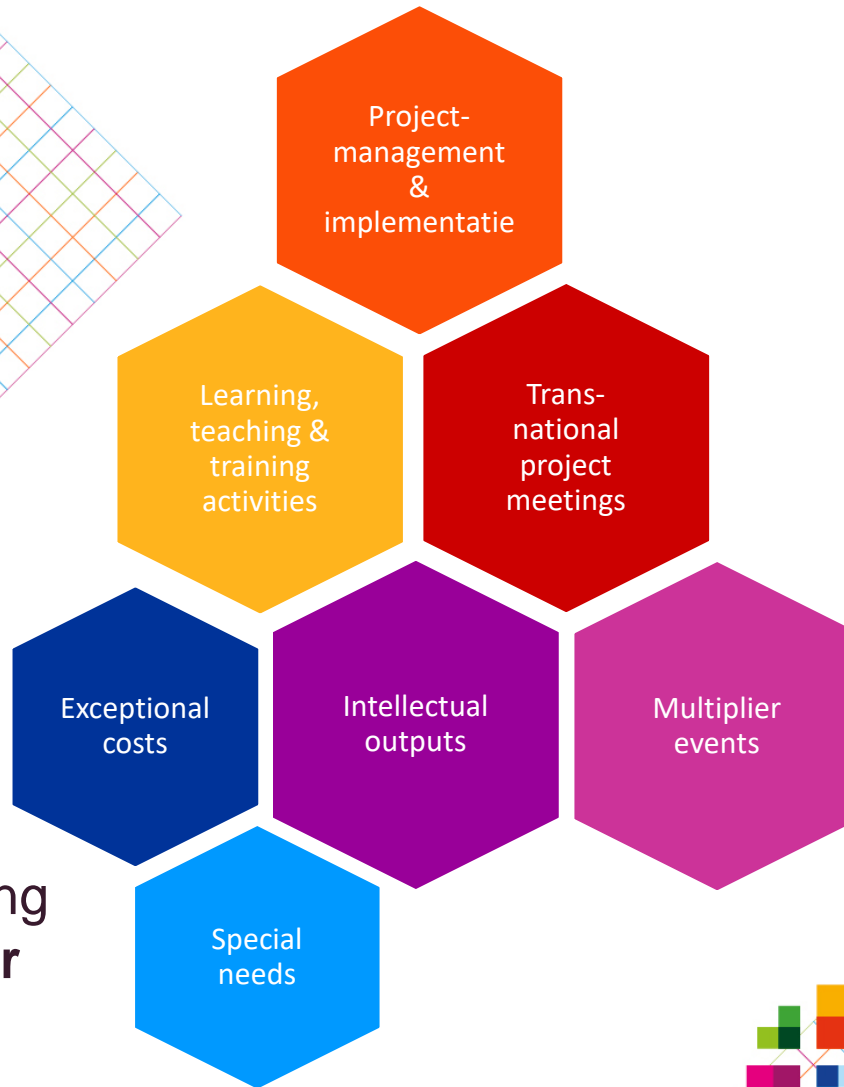 Project-
management
&
implementatie
Learning,
teaching &
training
activities
Trans-
national
project
meetings
Exceptional
costs
Intellectual
outputs
Multiplier
events
ng
r
Special
needs